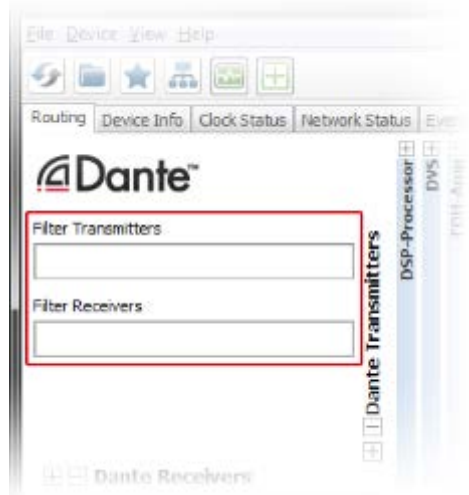 File Device View Help
Routing Device Info Clock Status Network Status
Dante™
Filter Transmitters
Filter Receivers
Dante Transmitters
DSP-Processor
DVS
Dante Receivers